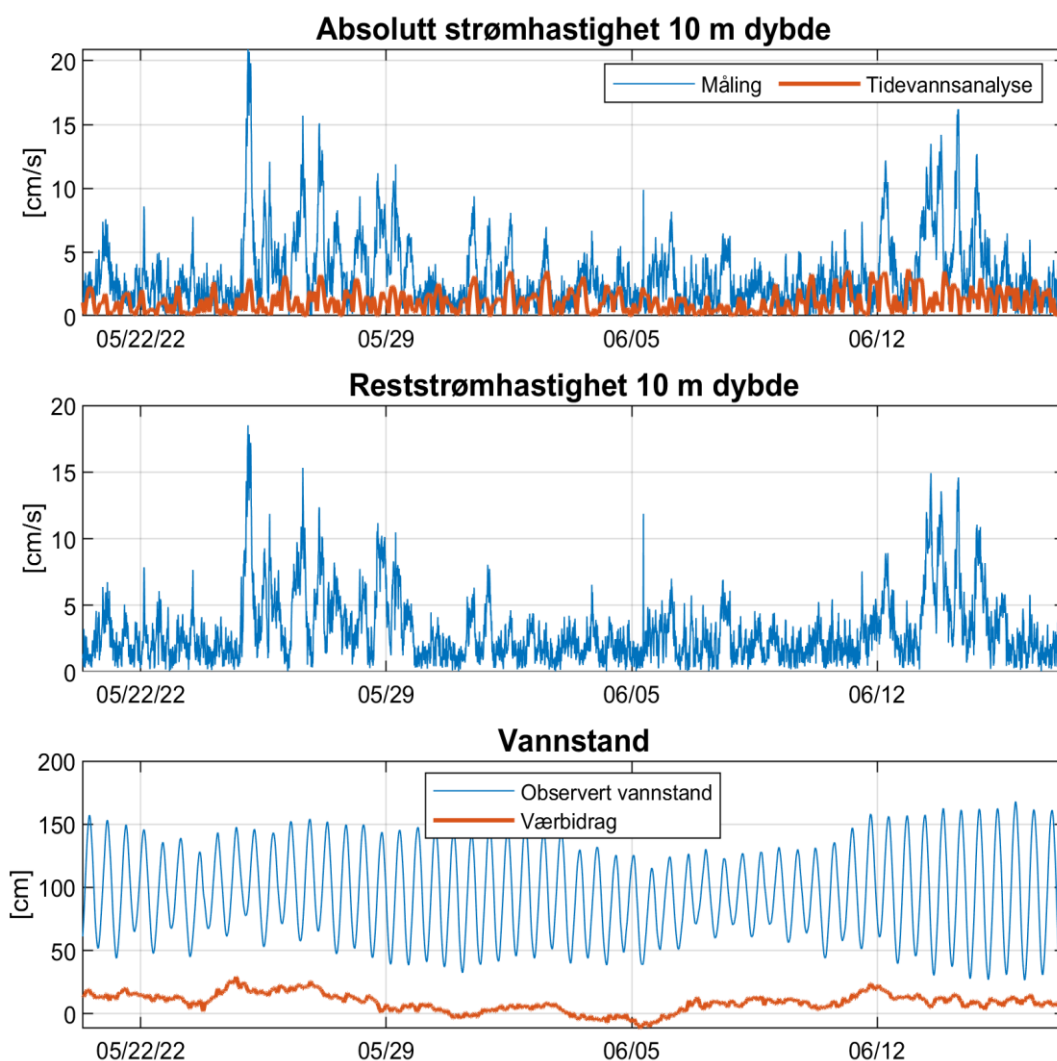 Absolutt strømhastighet 10 m dybde
20
15
10
5
0
[cm/s]
Måling
Tidevannsanalyse
05/22/22 05/29 06/05 06/12
Reststrømhastighet 10 m dybde
20
15
10
5
0
[cm/s]
05/22/22 05/29 06/05 06/12
Vannstand
200
150
100
50
0
[cm]
Observert vannstand
Værbidrag
05/22/22 05/29 06/05 06/12